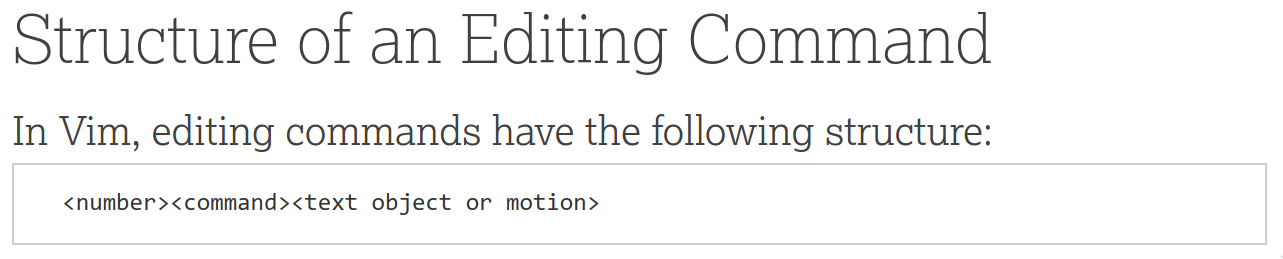 Structure of an Editing Command
In Vim, editing commands have the following structure:
<number><command><text object or motion>